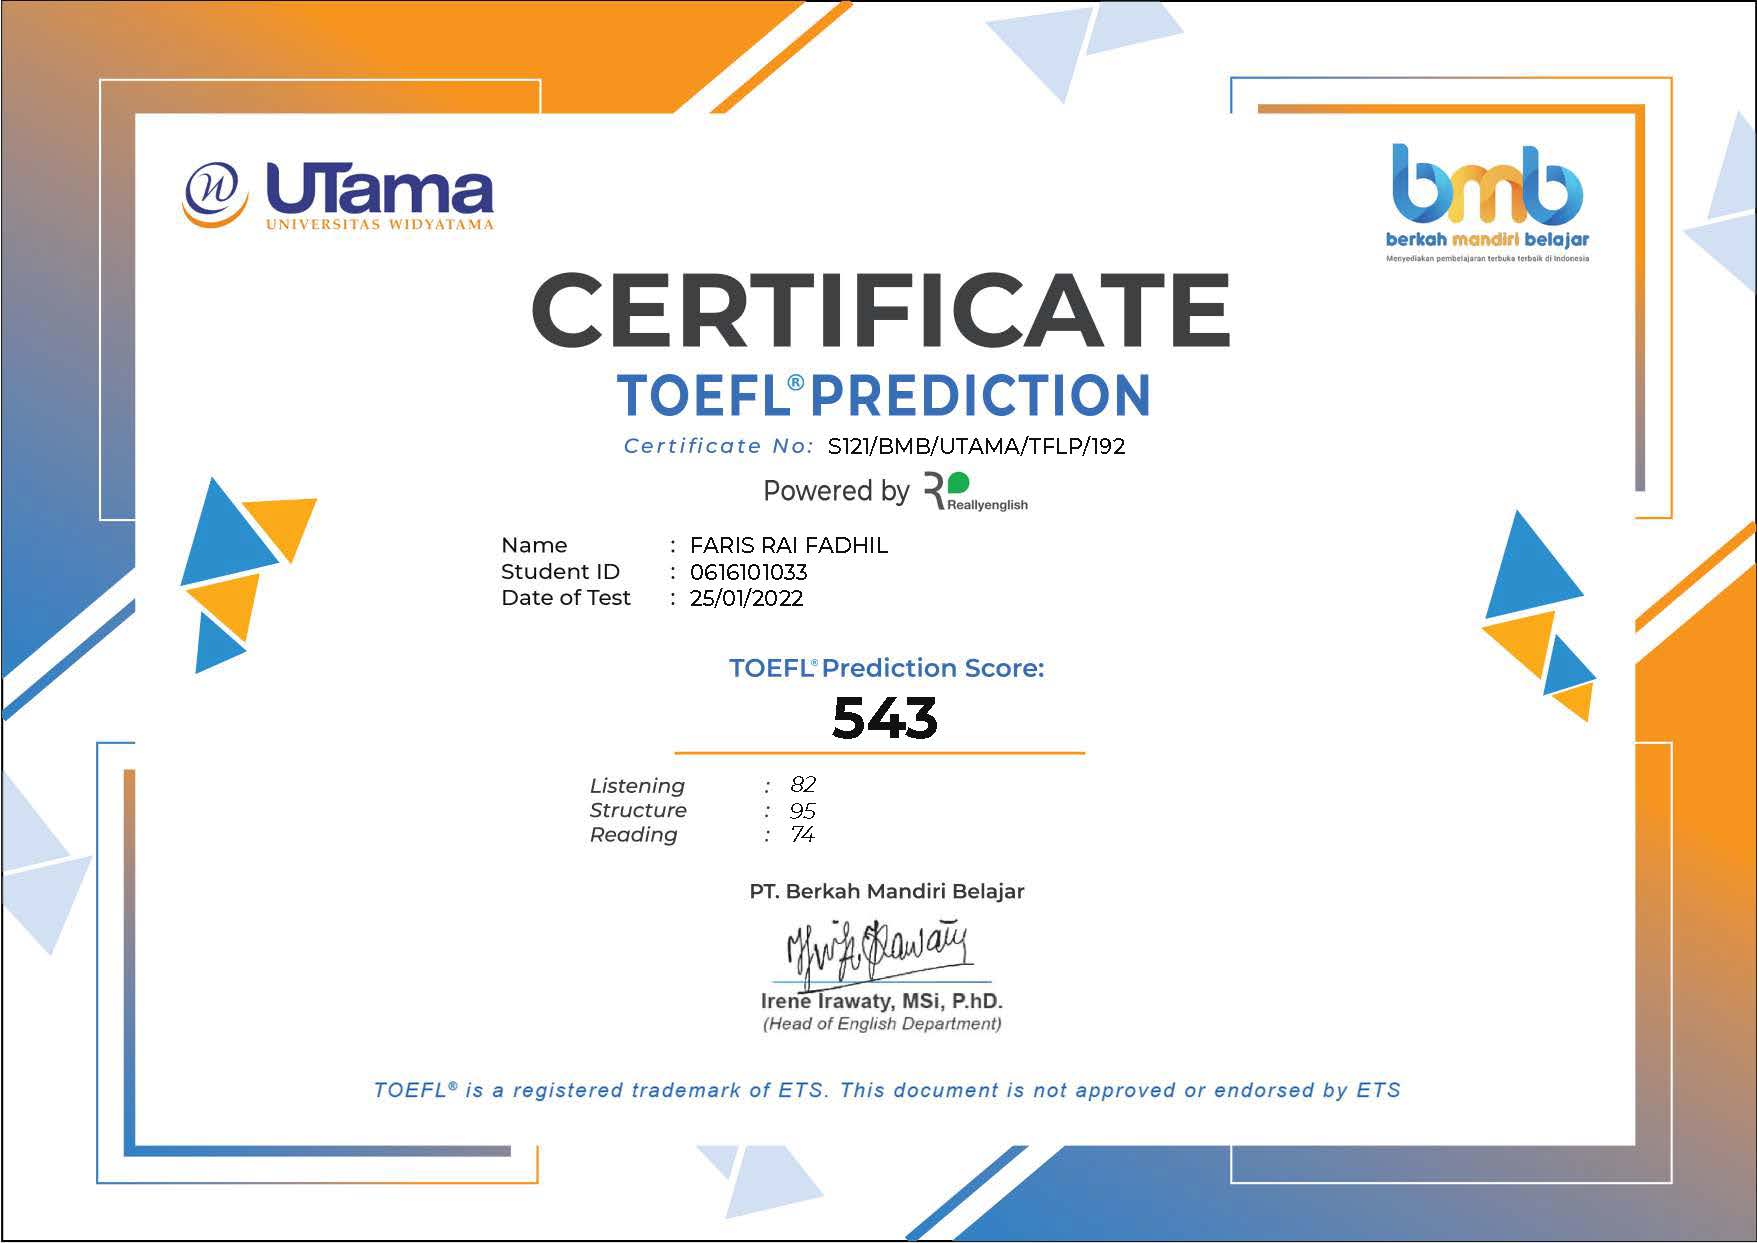 UTama
UNIVERSITAS WIDYATAMA
bmb
berkah mandiri belajar
Menyediakan pembelajaran terbuka terbaik di Indonesia
CERTIFICATE
TOEFL® PREDICTION
Certificate No: S121/BMB/UTAMA/TFLP/192
Powered by Reallyenglish
Name : FARIS RAI FADHIL
Student ID : 0616101033
Date of Test : 25/01/2022
TOEFL® Prediction Score:
543
Listening : 82
Structure : 95
Reading : 74
PT. Berkah Mandiri Belajar
Irene Irawaty, MSi, P.hD.
(Head of English Department)
TOEFL® is a registered trademark of ETS. This document is not approved or endorsed by ETS